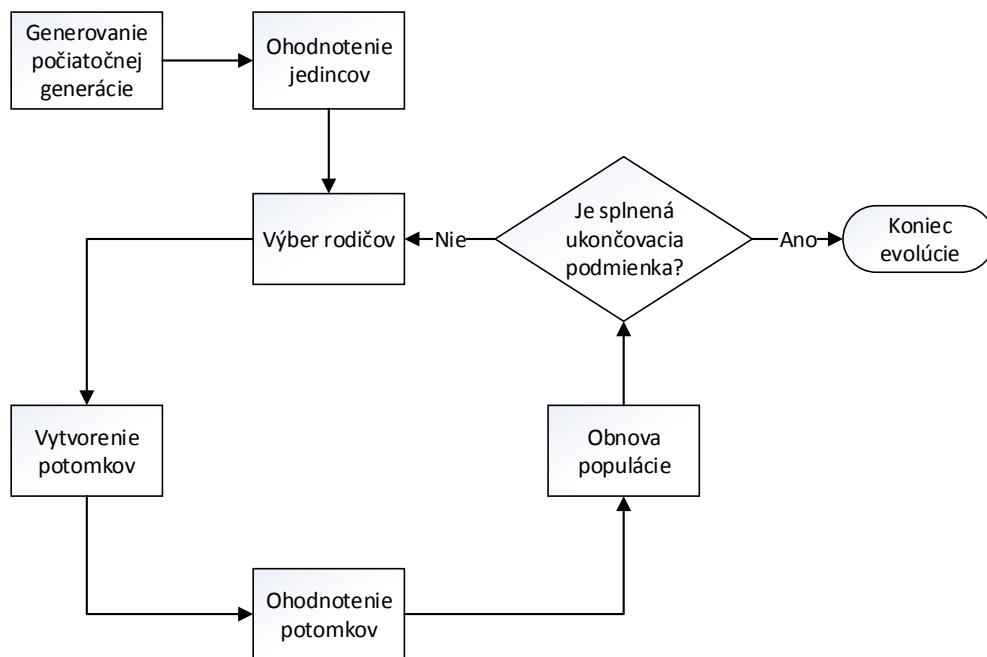 Generovanie
počiatočnej
generácie
Ohodnotenie
jedincov
Výber rodičov
Nie
Je splnená
ukončovacia
podmienka?
Ano
Koniec
evolúcie
Vytvorenie
potomkov
Obnova
populácie
Ohodnotenie
potomkov